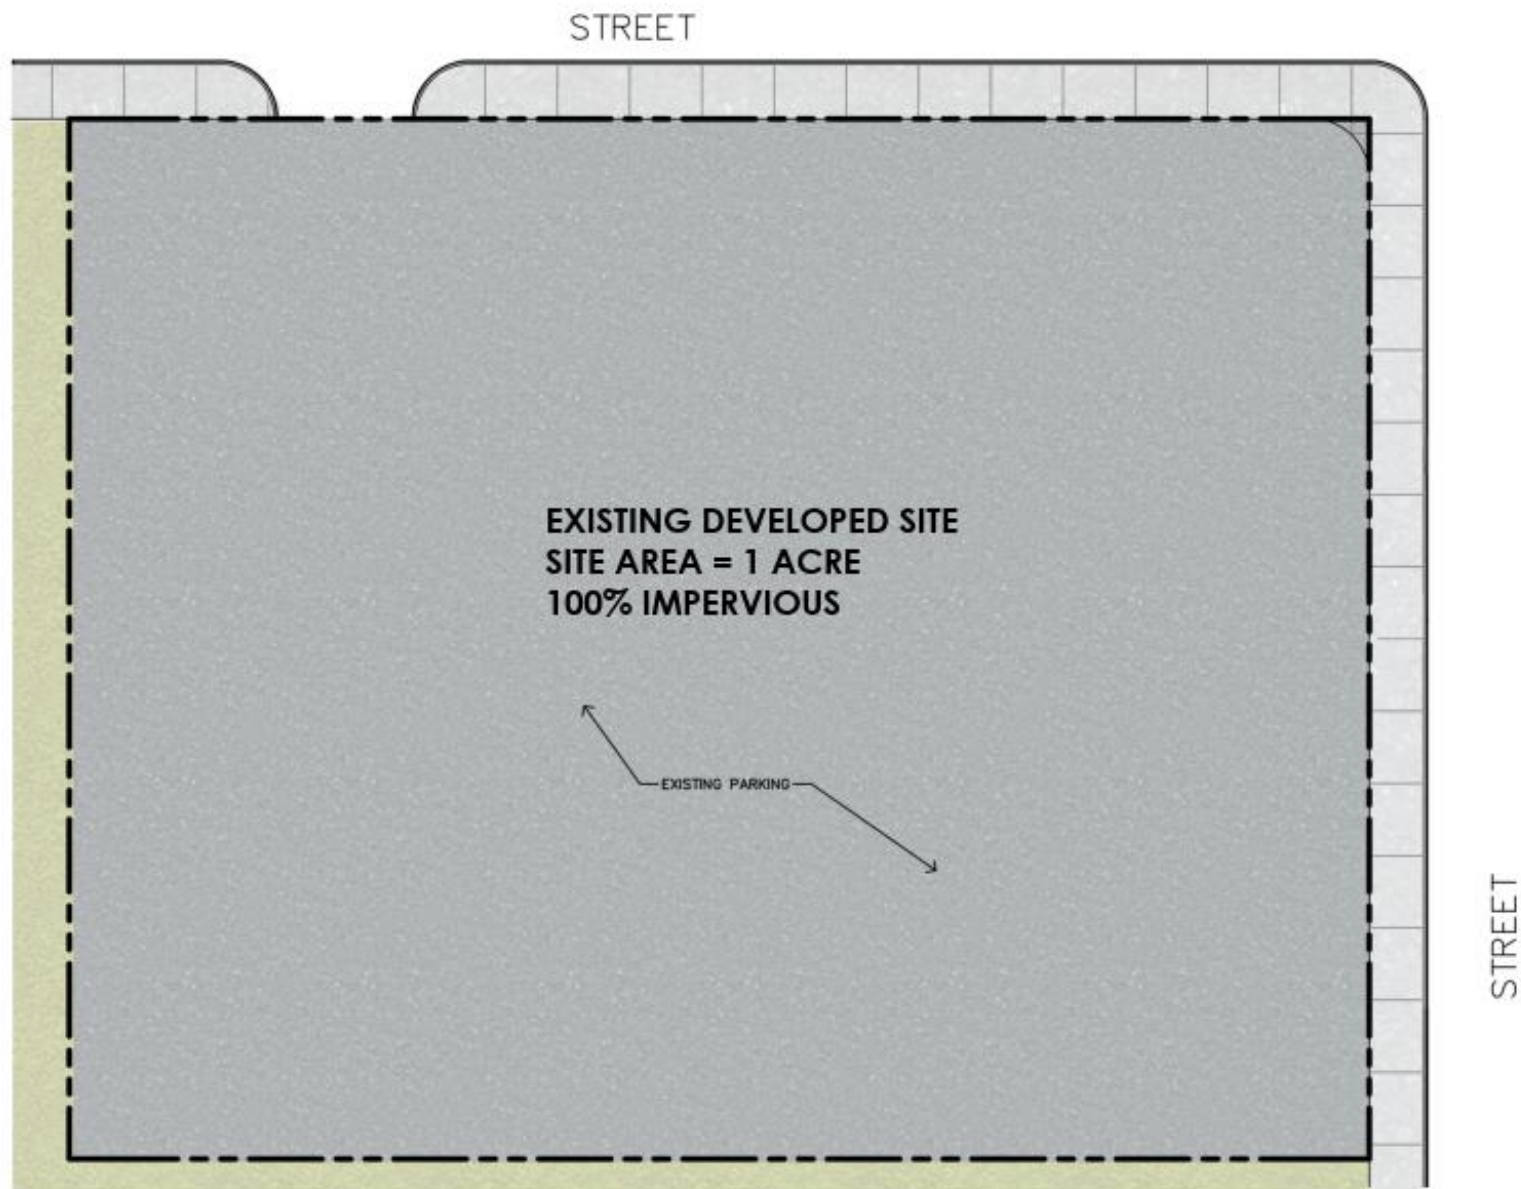 STREET
EXISTING DEVELOPED SITE
SITE AREA = 1 ACRE
100% IMPERVIOUS
EXISTING PARKING
STREET